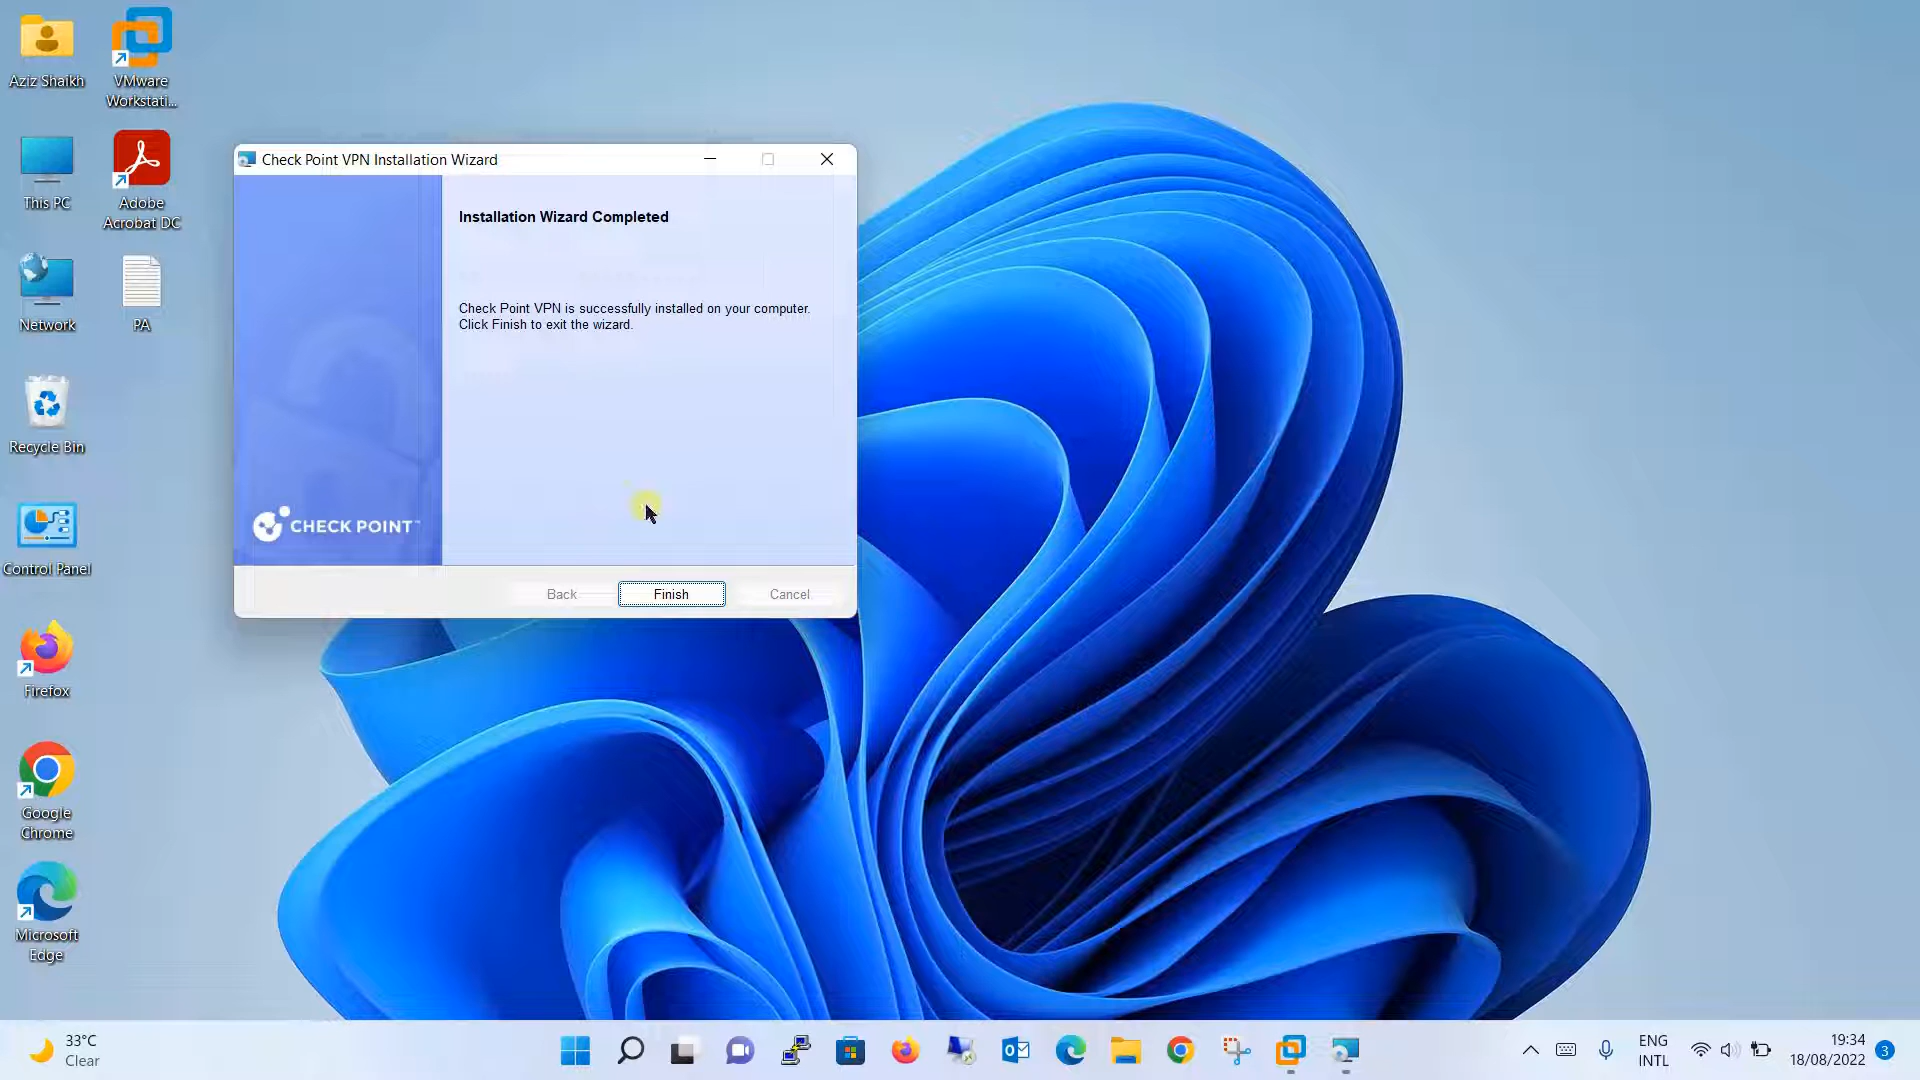 Aziz Shaikh
VMware
Workstati...
This PC
Adobe
Acrobat DC
Network
PA
Recycle Bin
Control Panel
Firefox
Google
Chrome
Microsoft
Edge
Check Point VPN Installation Wizard
Installation Wizard Completed
Check Point VPN is successfully installed on your computer.
Click Finish to exit the wizard.
CHECK POINT™
Back
Finish
Cancel
33°C
Clear
ENG
INTL
19:34
18/08/2022
3